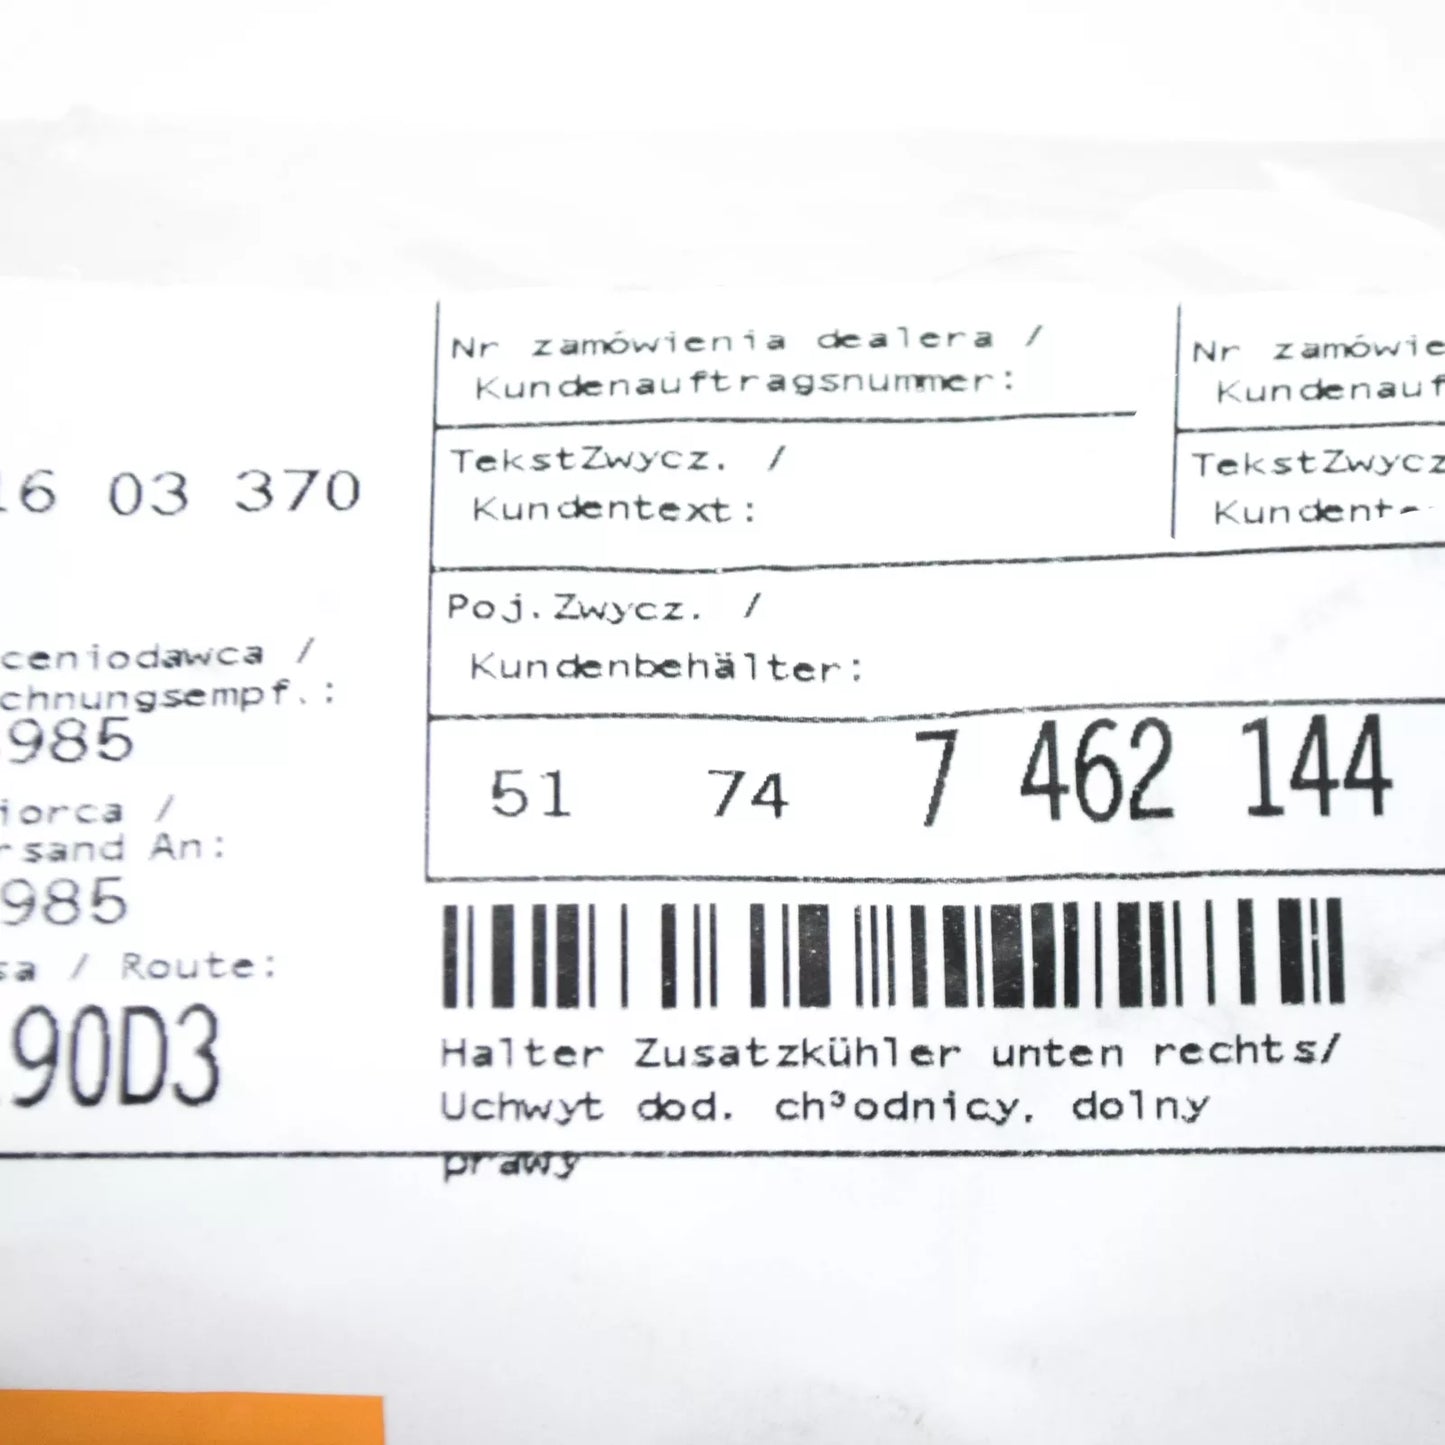 16 03 370
ceniodawca /
chnungsempf.:
985
iorca /
rsand An:
985
sa / Route:
90D3
Nr zamówienia dealera /
Kundenauftragsnummer:
TekstZwycz. /
Kundentext:
Nr zamówie
Kundenauf
TekstZwycz
Kundent
Poj.Zwycz. /
Kundenbehälter:
51 74 7 462 144
Halter Zusatzkühler unten rechts/
Uchwyt dod. ch³odnicy, dolny
prawy